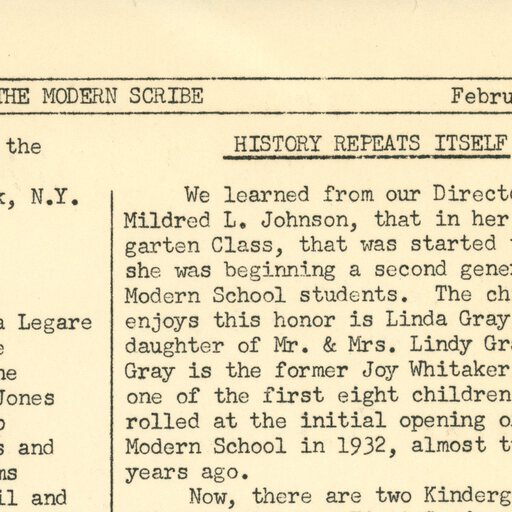 THE MODERN SCRIBE Febru
the
N.Y.
Legare
Jones
and
il and
HISTORY REPEATS ITSELF
We learned from our Directo
Mildred L. Johnson, that in her
garten Class, that was started
she was beginning a second gene
Modern School students. The ch
enjoys this honor is Linda Gray
daughter of Mr. & Mrs. Lindy Gra
Gray is the former Joy Whitaker
one of the first eight children
rolled at the initial opening o
Modern School in 1932, almost t
years ago.
Now, there are two Kinderg